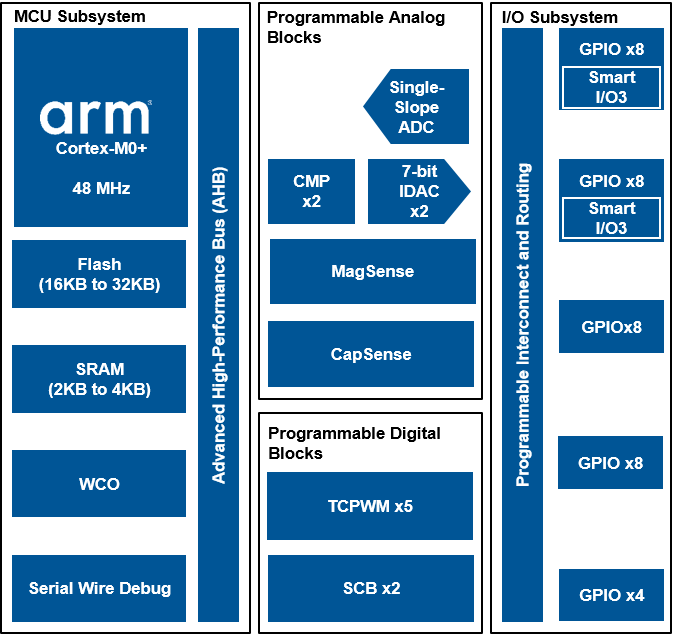 MCU Subsystem
arm
Cortex-M0+
48 MHz
Flash
(16KB to 32KB)
SRAM
(2KB to 4KB)
WCO
Serial Wire Debug
Advanced High-Performance Bus (AHB)
Programmable Analog
Blocks
Single-
Slope
ADC
CMP
x2
7-bit
IDAC
x2
MagSense
CapSense
Programmable Digital
Blocks
TCPWM x5
SCB x2
I/O Subsystem
Programmable Interconnect and Routing
GPIO x8
Smart
I/O3
GPIO x8
Smart
I/O3
GPIOx8
GPIO x8
GPIO x4